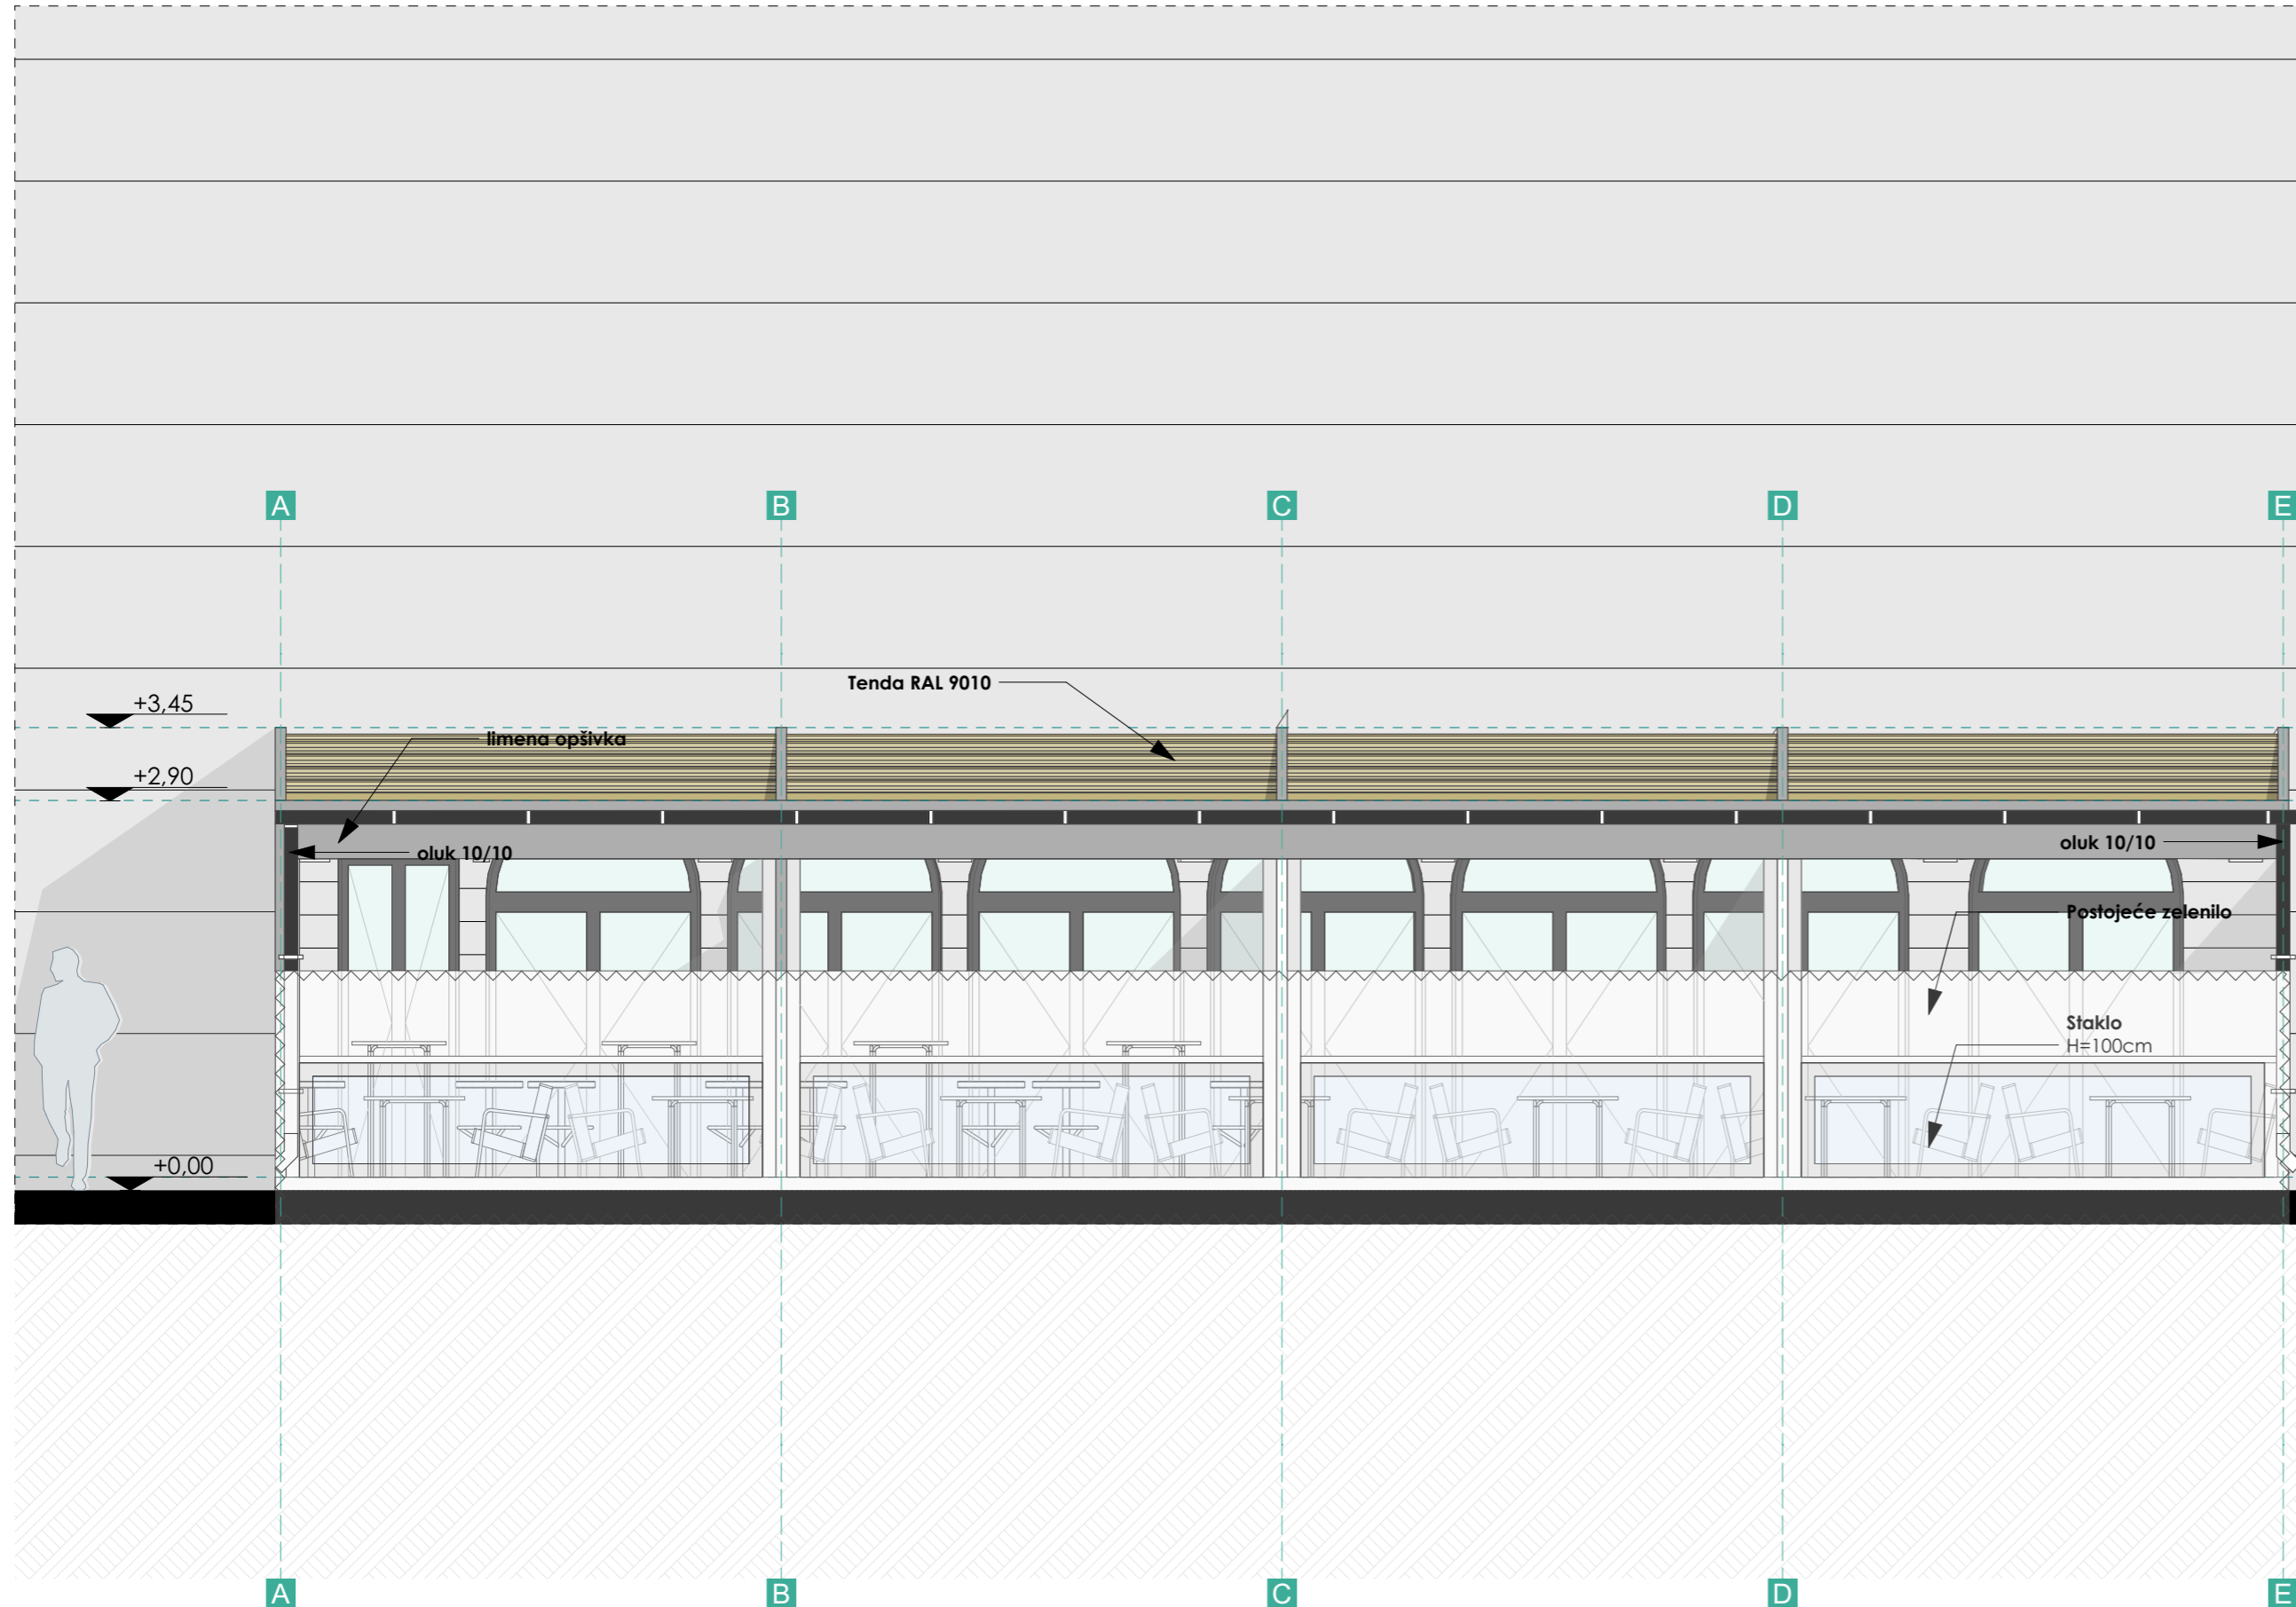 A B C D E
Tenda RAL 9010
+3,45
limena opšivka
+2,90
oluk 10/10
oluk 10/10
Postojeće zelenilo
Staklo
H=100cm
+0,00
A B C D E